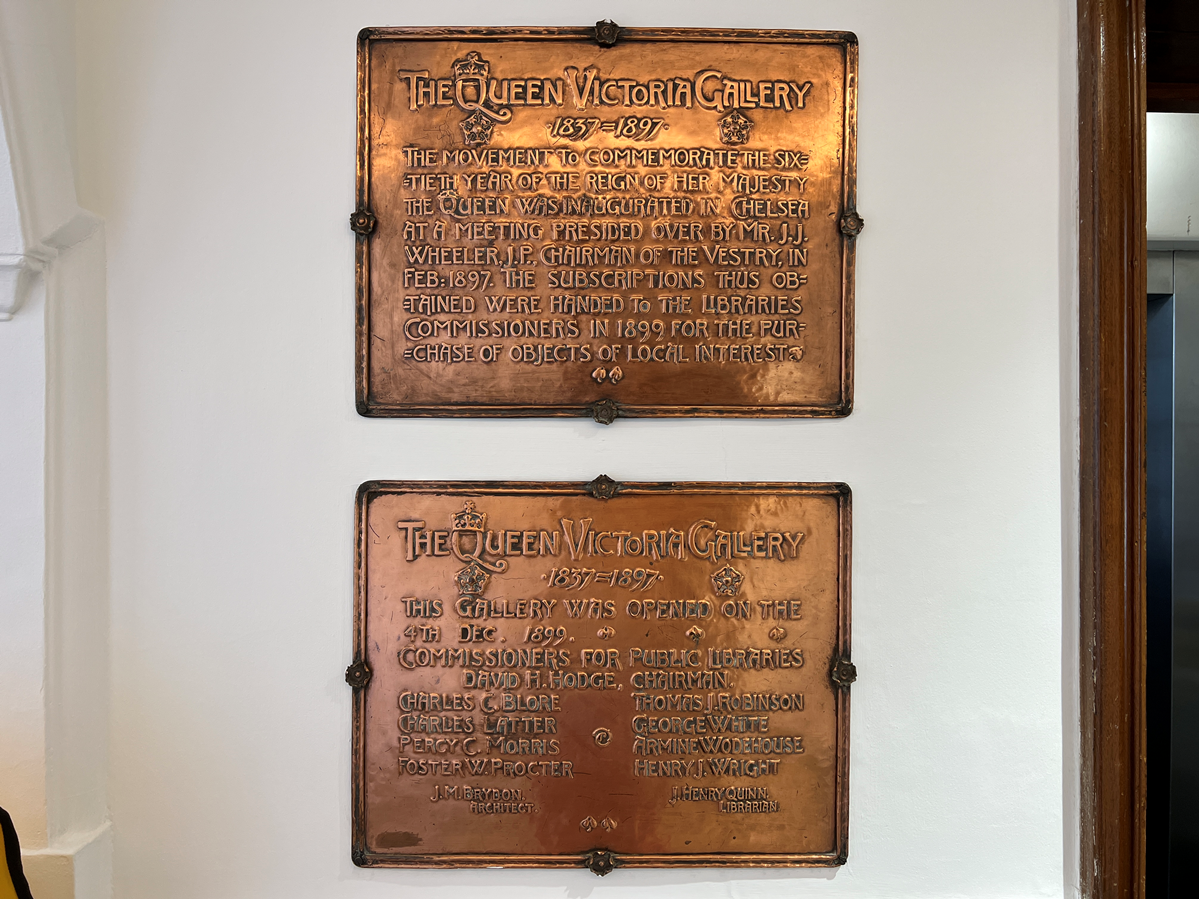 THE QUEEN VICTORIA GALLERY
·1837=1897·
THE MOVEMENT TO COMMEMORATE THE SIX=
=TIETH YEAR OF THE REIGN OF HER MAJESTY
THE QUEEN WAS INAUGURATED IN CHELSEA
AT A MEETING PRESIDED OVER BY MR. J.J.
WHEELER, J.P., CHAIRMAN OF THE VESTRY, IN
FEB: 1897. THE SUBSCRIPTIONS THUS OB=
=TAINED WERE HANDED TO THE LIBRARIES
COMMISSIONERS IN 1899 FOR THE PUR=
=CHASE OF OBJECTS OF LOCAL INTEREST
THE QUEEN VICTORIA GALLERY
·1837=1897·
THIS GALLERY WAS OPENED ON THE
4TH DEC. 1899.
COMMISSIONERS FOR PUBLIC LIBRARIES
DAVID H. HODGE, CHAIRMAN.
CHARLES C. BLORE THOMAS J. ROBINSON
CHARLES LATTER GEORGE WHITE
PERCY C. MORRIS ARMINE WODEHOUSE
FOSTER W. PROCTER HENRY J. WRIGHT
J. M. BRYDON. J. HENRY QUINN.
ARCHITECT. LIBRARIAN.